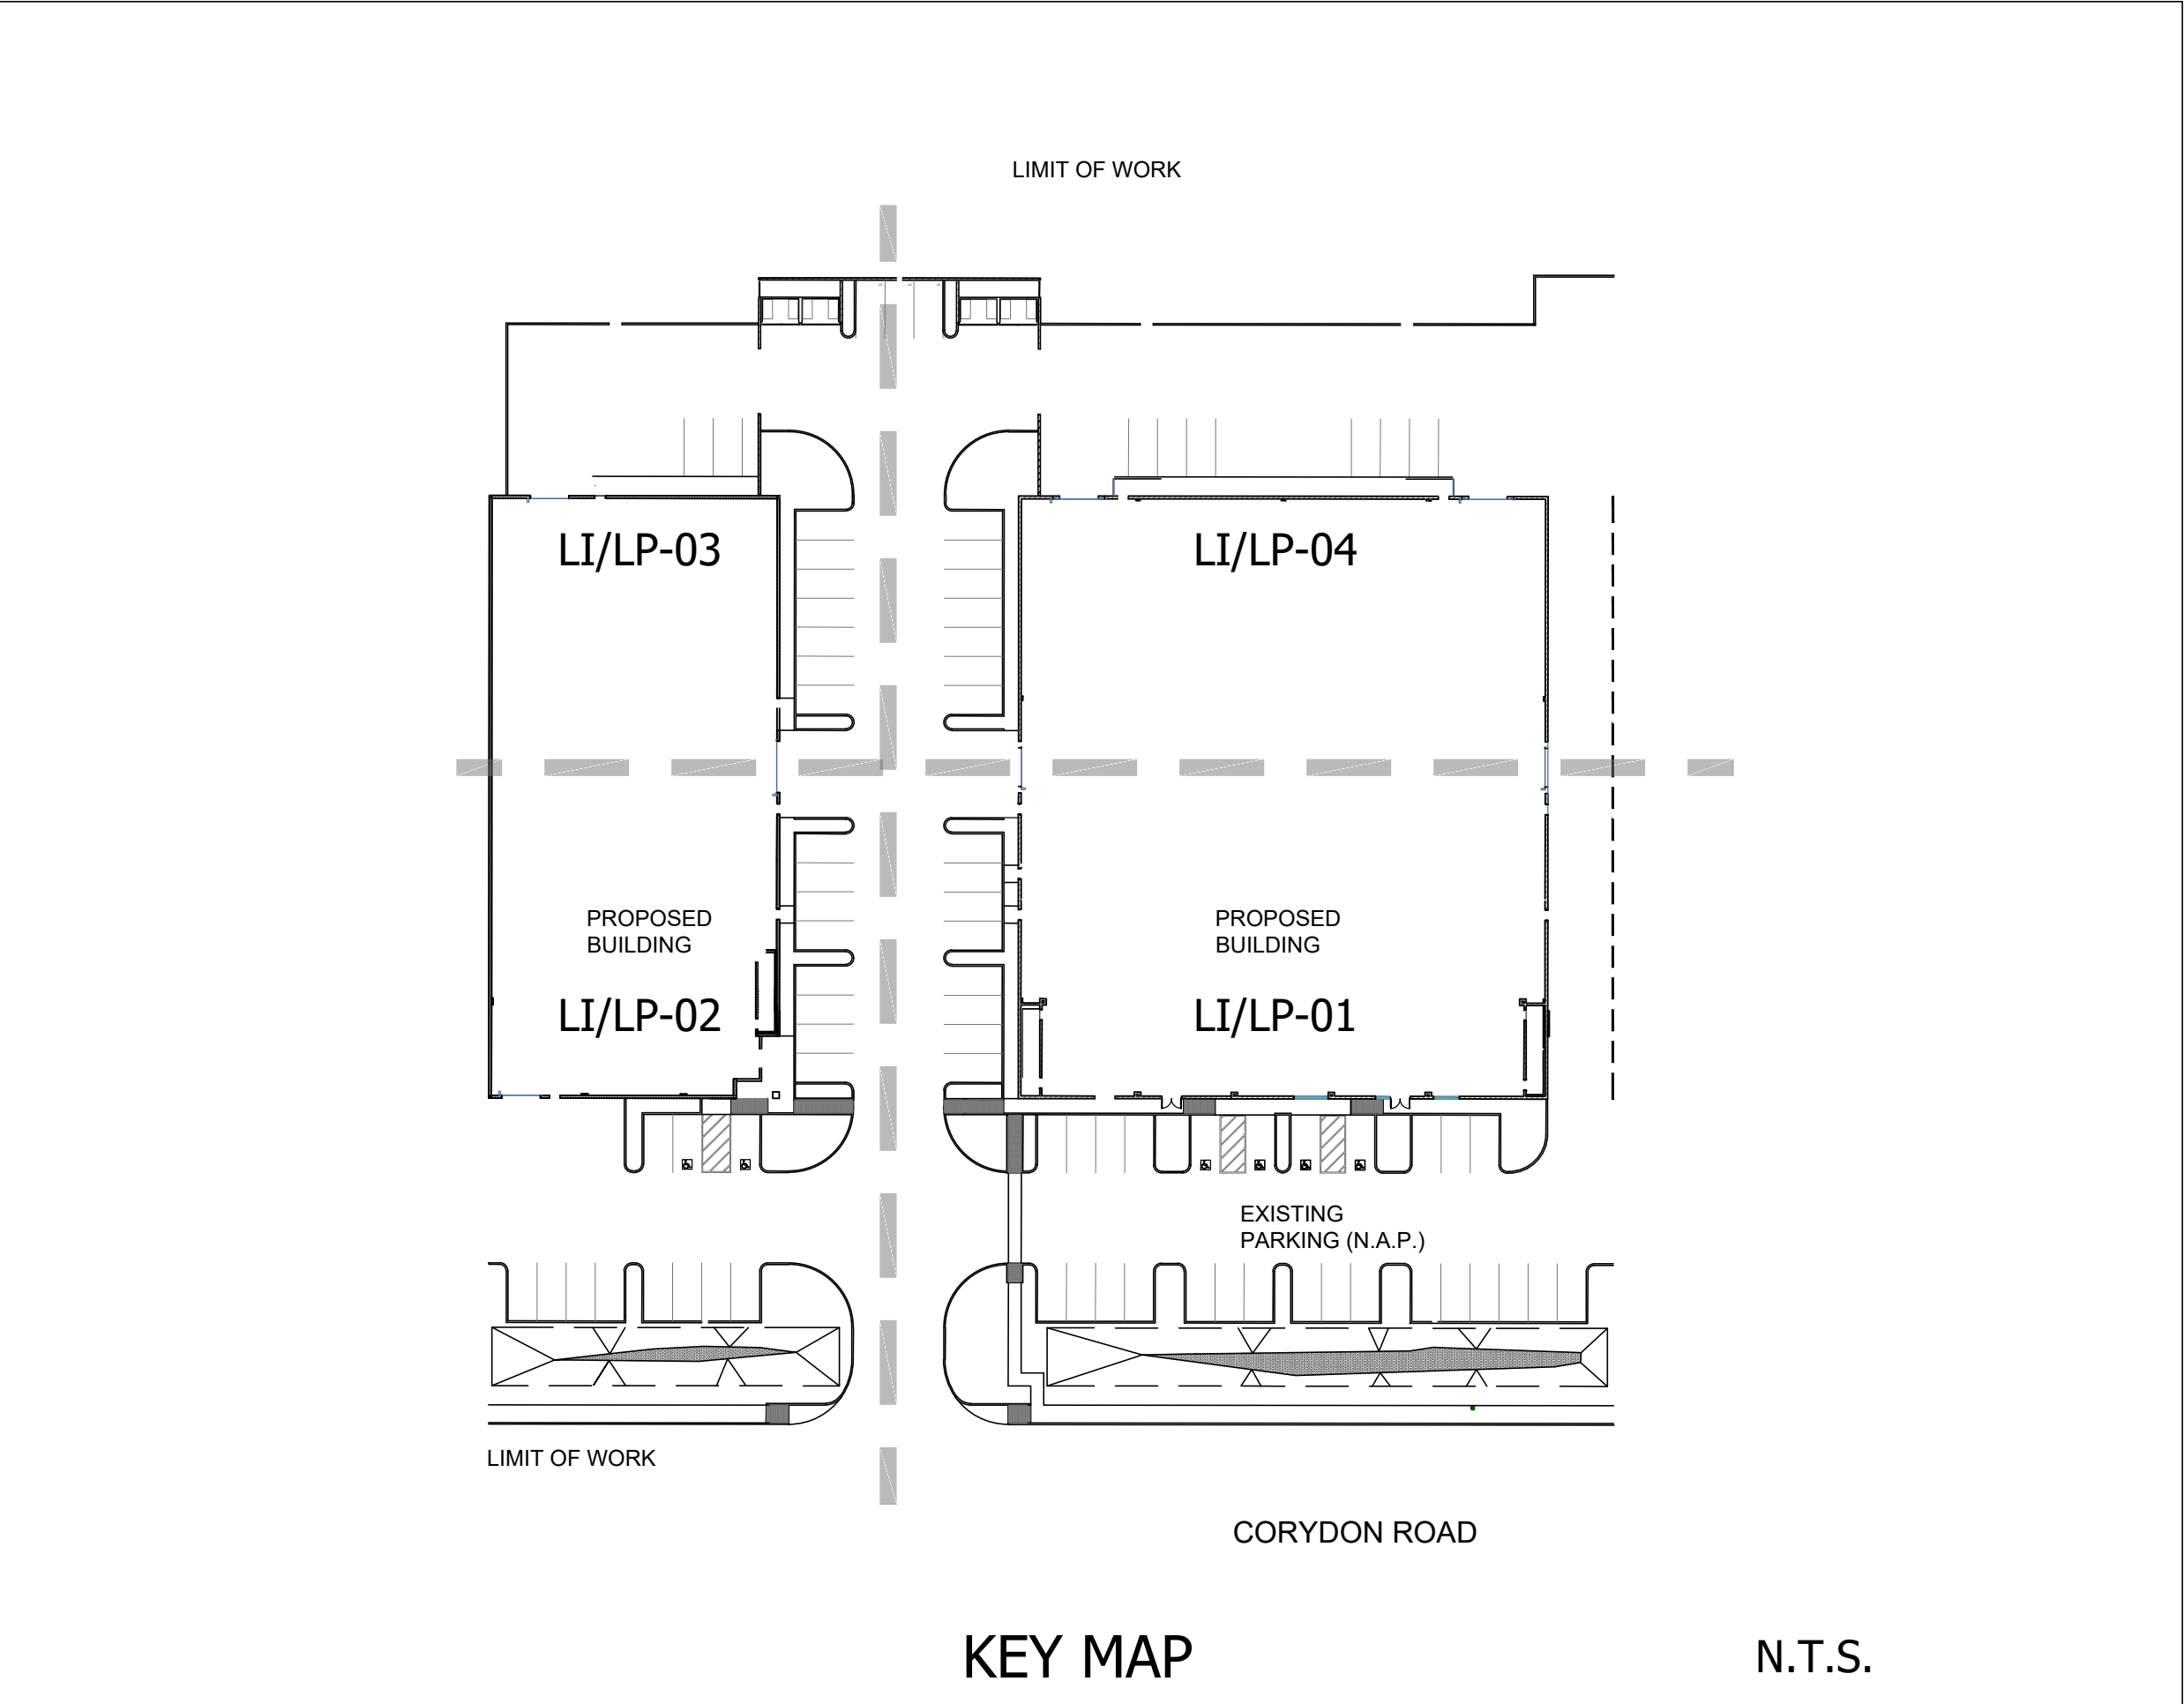 LIMIT OF WORK
LI/LP-03
LI/LP-04
PROPOSED
BUILDING
PROPOSED
BUILDING
LI/LP-02
LI/LP-01
EXISTING
PARKING (N.A.P.)
LIMIT OF WORK
CORYDON ROAD
KEY MAP
N.T.S.